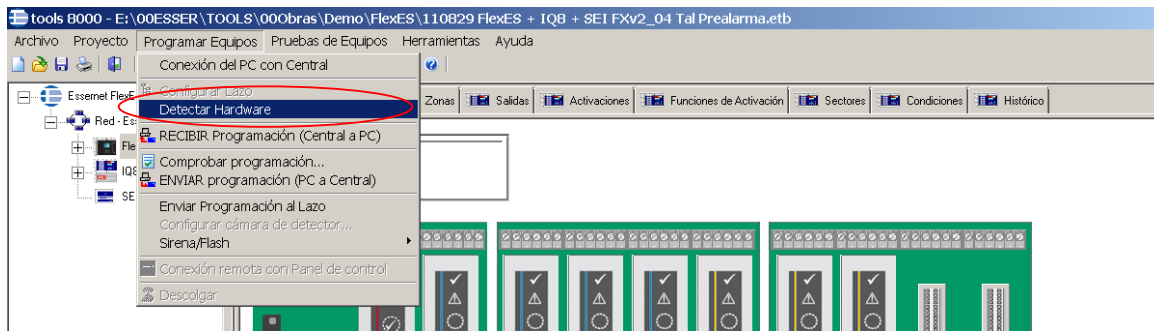 tools 8000 - E:\00ESSER\TOOLS\00Obras\Demo\FlexES\110829 FlexES + IQ8 + SEI FXv2_04 Tal Prealarma.etb
Archivo Proyecto Programar Equipos Pruebas de Equipos Herramientas Ayuda
Conexión del PC con Central
Essernet FlexE Configurar Lazo Zonas Salidas Activaciones Funciones de Activación Sectores Condiciones Histórico
Detectar Hardware
Red - Es
RECIBIR Programación (Central a PC)
Fle
Comprobar programación...
IQ8
ENVIAR programación (PC a Central)
SE
Enviar Programación al Lazo
Configurar cámara de detector...
Sirena/Flash
Conexión remota con Panel de control
Descolgar